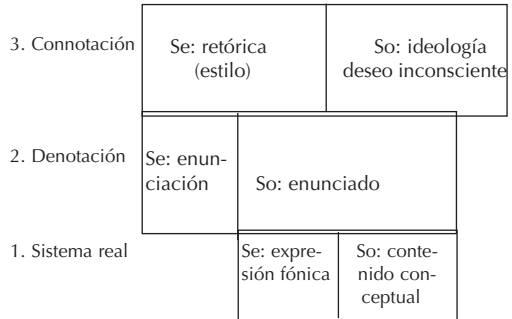 3. Connotación
Se: retórica
(estilo)
So: ideología
deseo inconsciente
2. Denotación
Se: enun-
ciación
So: enunciado
1. Sistema real
Se: expre-
sión fónica
So: conte-
nido con-
ceptual